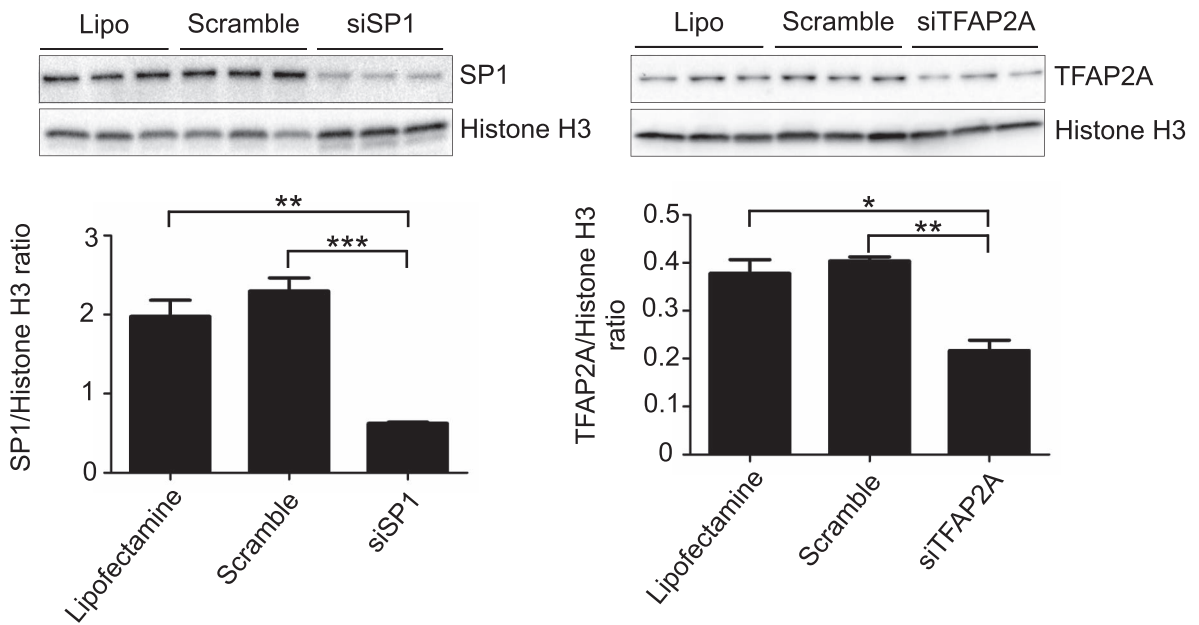 Lipo Scramble siSP1
SP1
Histone H3
**
***
SP1/Histone H3 ratio
3
2
1
0
Lipofectamine
Scramble
siSP1
Lipo Scramble siTFAP2A
TFAP2A
Histone H3
*
**
TFAP2A/Histone H3
ratio
0.5
0.4
0.3
0.2
0.1
0
Lipofectamine
Scramble
siTFAP2A